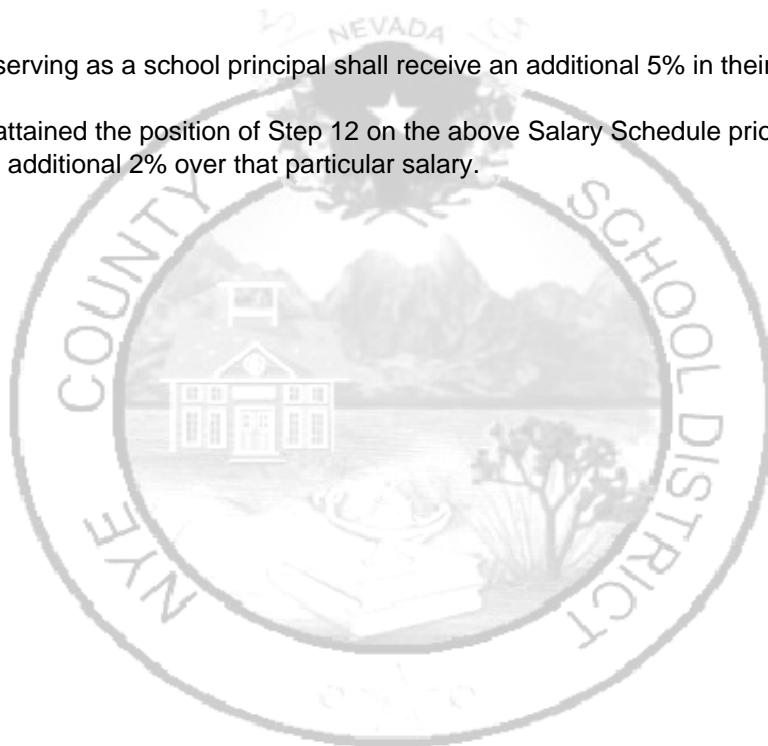 NEVADA
serving as a school principal shall receive an additional 5% in their
attained the position of Step 12 on the above Salary Schedule prio
additional 2% over that particular salary.
NYE COUNTY SCHOOL DISTRICT